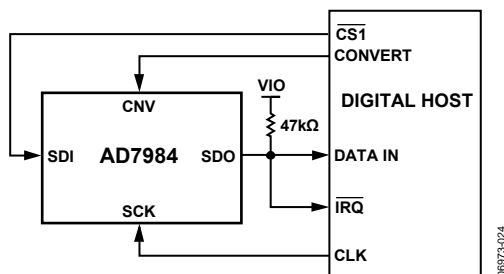 CS1
CONVERT
VIO
CNV
DIGITAL HOST
47kΩ
SDI
AD7984
SDO
DATA IN
SCK
IRQ
CLK
06973-024